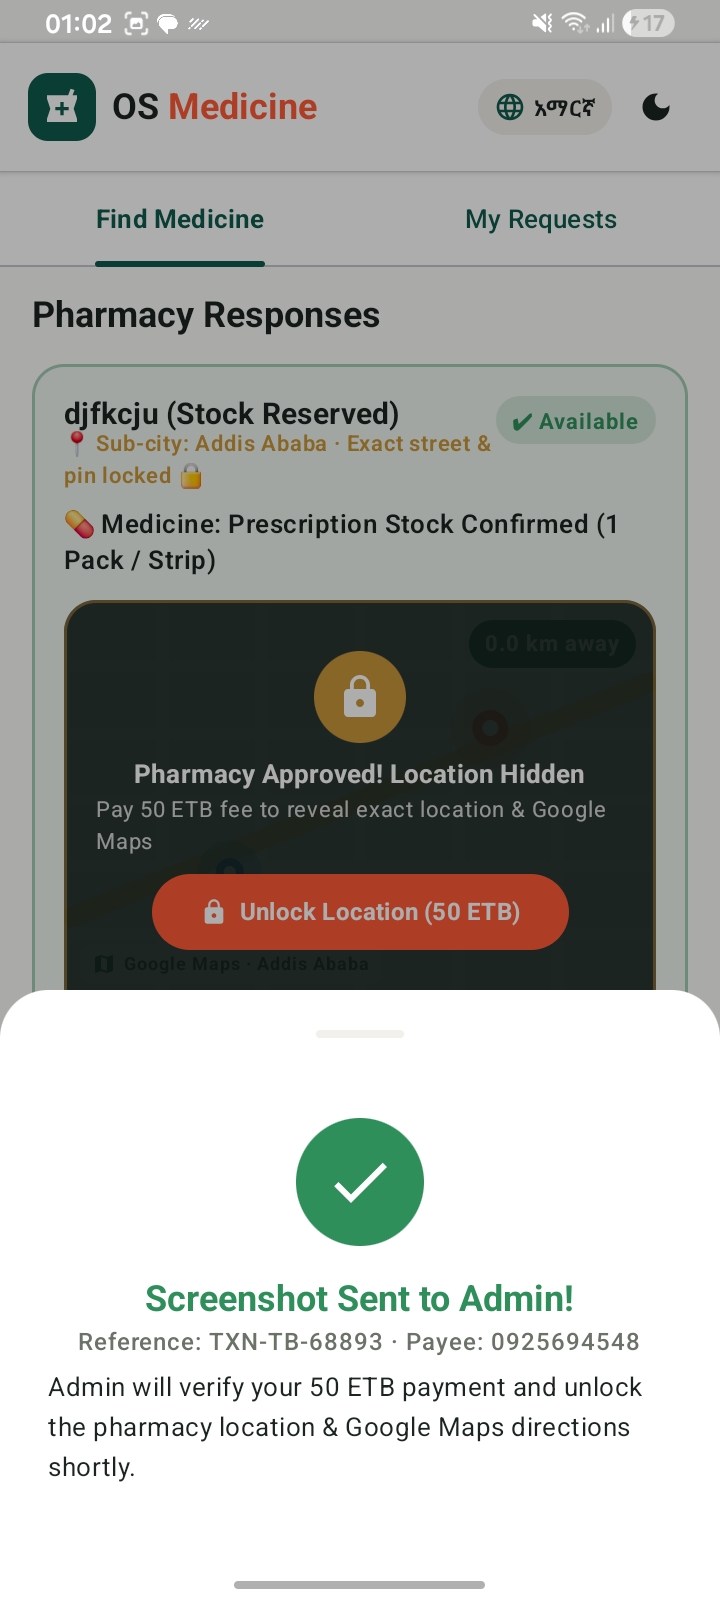 01:02
17
OS Medicine
አማርኛ
Find Medicine
My Requests
Pharmacy Responses
djfkcju (Stock Reserved)
✔ Available
📍 Sub-city: Addis Ababa · Exact street &
pin locked 🔒
💊 Medicine: Prescription Stock Confirmed (1
Pack / Strip)
0.0 km away
Pharmacy Approved! Location Hidden
Pay 50 ETB fee to reveal exact location & Google
Maps
Unlock Location (50 ETB)
Google Maps · Addis Ababa
Screenshot Sent to Admin!
Reference: TXN-TB-68893 · Payee: 0925694548
Admin will verify your 50 ETB payment and unlock
the pharmacy location & Google Maps directions
shortly.